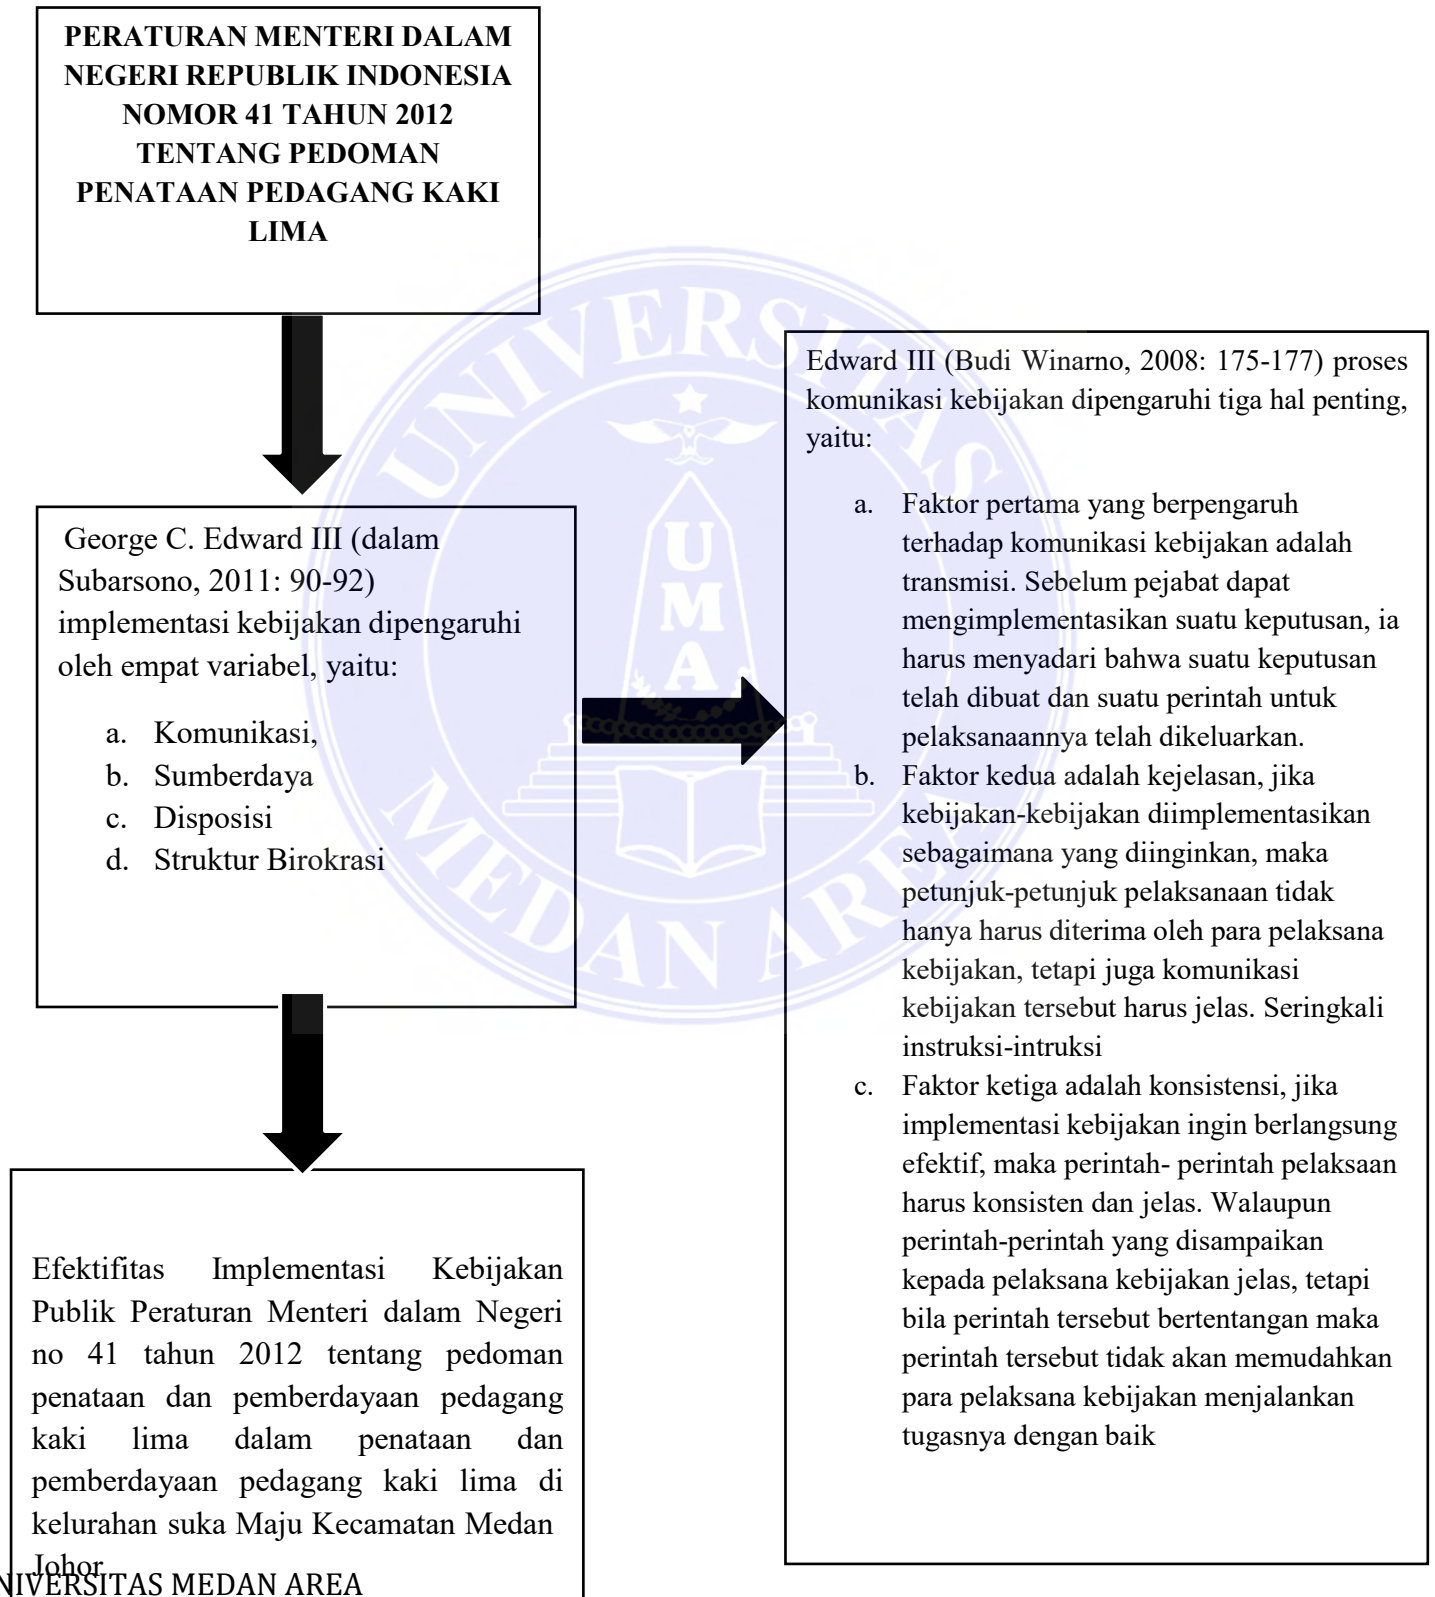 PERATURAN MENTERI DALAM
NEGERI REPUBLIK INDONESIA
NOMOR 41 TAHUN 2012
TENTANG PEDOMAN
PENATAAN PEDAGANG KAKI
LIMA
George C. Edward III (dalam
Subarsono, 2011: 90-92)
implementasi kebijakan dipengaruhi
oleh empat variabel, yaitu:
a. Komunikasi,
b. Sumberdaya
c. Disposisi
d. Struktur Birokrasi
Edward III (Budi Winarno, 2008: 175-177) proses
komunikasi kebijakan dipengaruhi tiga hal penting,
yaitu:
a. Faktor pertama yang berpengaruh
terhadap komunikasi kebijakan adalah
transmisi. Sebelum pejabat dapat
mengimplementasikan suatu keputusan, ia
harus menyadari bahwa suatu keputusan
telah dibuat dan suatu perintah untuk
pelaksanaannya telah dikeluarkan.
b. Faktor kedua adalah kejelasan, jika
kebijakan-kebijakan diimplementasikan
sebagaimana yang diinginkan, maka
petunjuk-petunjuk pelaksanaan tidak
hanya harus diterima oleh para pelaksana
kebijakan, tetapi juga komunikasi
kebijakan tersebut harus jelas. Seringkali
instruksi-intruksi
c. Faktor ketiga adalah konsistensi, jika
implementasi kebijakan ingin berlangsung
efektif, maka perintah- perintah pelaksaan
harus konsisten dan jelas. Walaupun
perintah-perintah yang disampaikan
kepada pelaksana kebijakan jelas, tetapi
bila perintah tersebut bertentangan maka
perintah tersebut tidak akan memudahkan
para pelaksana kebijakan menjalankan
tugasnya dengan baik
Efektifitas Implementasi Kebijakan
Publik Peraturan Menteri dalam Negeri
no 41 tahun 2012 tentang pedoman
penataan dan pemberdayaan pedagang
kaki lima dalam penataan dan
pemberdayaan pedagang kaki lima di
kelurahan suka Maju Kecamatan Medan
Johor.
NIVERSITAS MEDAN AREA
UNIVERSITAS
MEDAN AREA
U
M
A